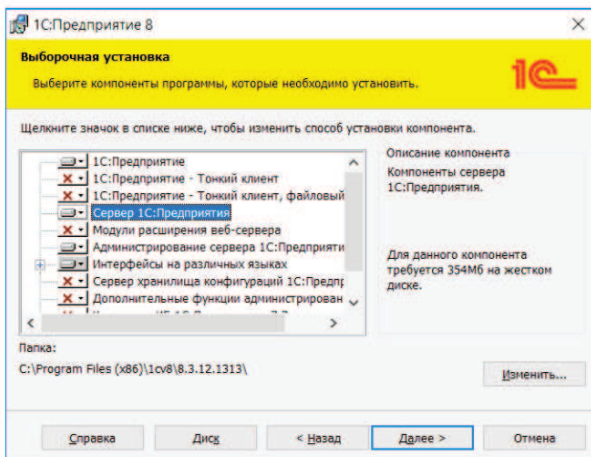 1С:Предприятие 8
Выборочная установка
Выберите компоненты программы, которые необходимо установить.
1С
Щелкните значок в списке ниже, чтобы изменить способ установки компонента.
1С:Предприятие
1С:Предприятие - Тонкий клиент
1С:Предприятие - Тонкий клиент, файловый
Сервер 1С:Предприятия
Модули расширения веб-сервера
Администрирование сервера 1С:Предприяти
Интерфейсы на различных языках
Сервер хранилища конфигураций 1С:Предпр
Дополнительные функции администрирован
Описание компонента
Компоненты сервера
1С:Предприятия.
Для данного компонента
требуется 354Мб на жестком
диске.
Папка:
C:\Program Files (x86)\1cv8\8.3.12.1313\
Изменить...
Справка
Диск
< Назад
Далее >
Отмена